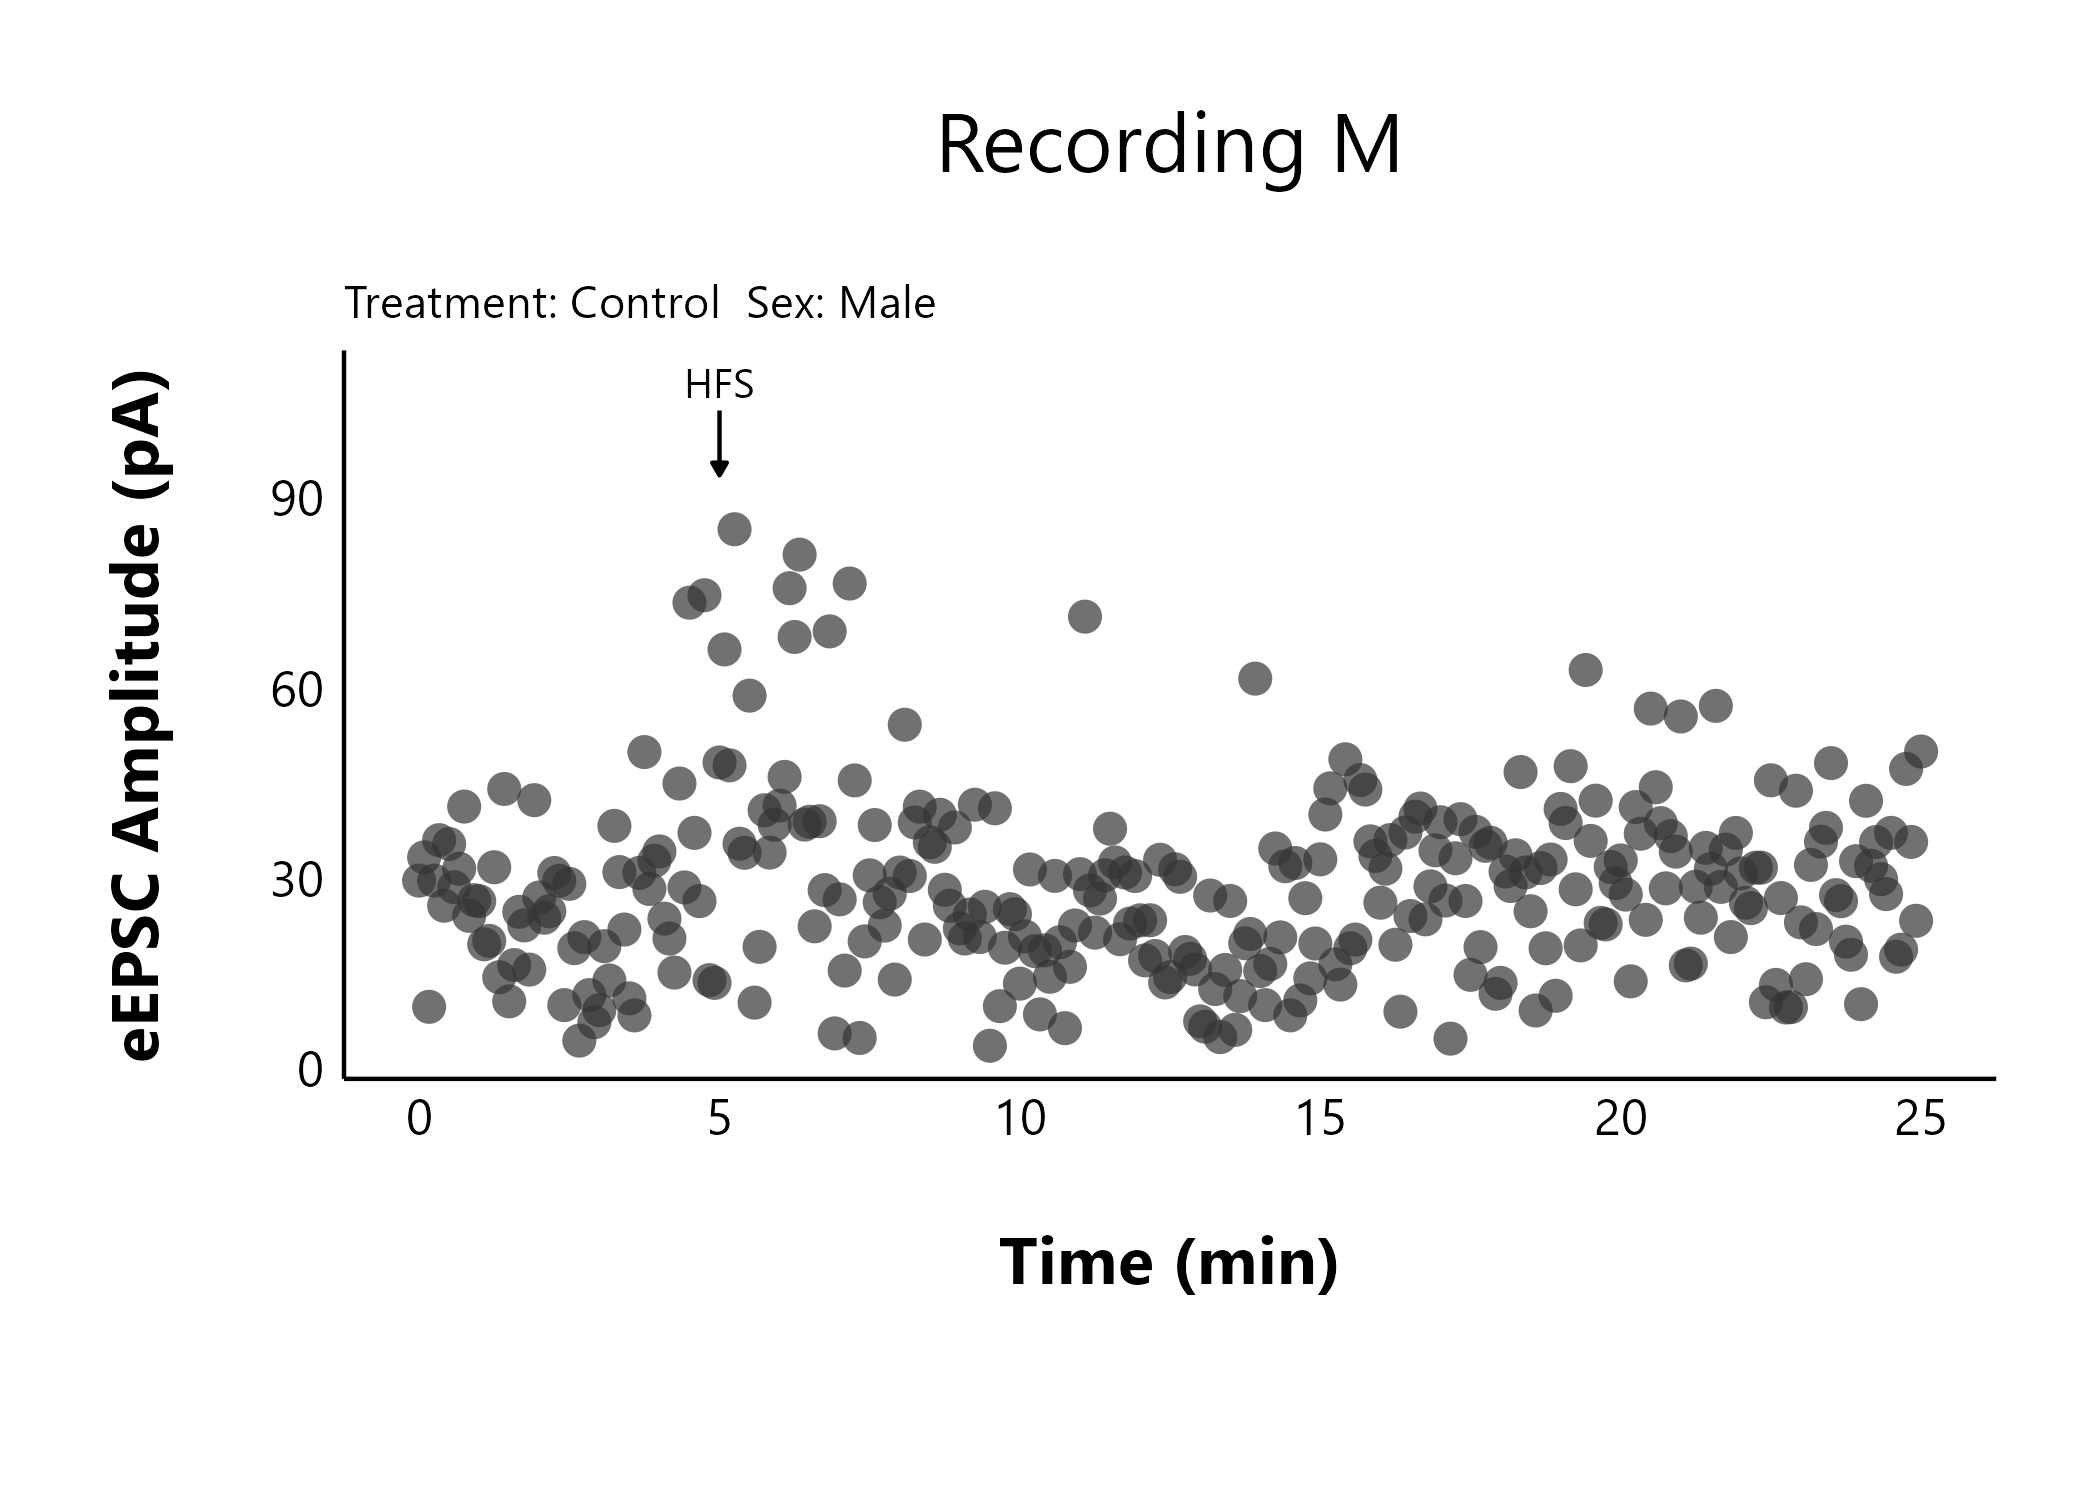 Recording M
Treatment: Control  Sex: Male
HFS
eEPSC Amplitude (pA)
90
60
30
0
0 5 10 15 20 25
Time (min)